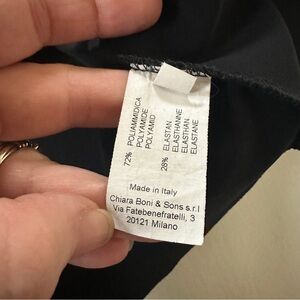 72% POLIAMMIDICA
POLYAMIDE
POLYAMID
28% ELASTAN
ELASTHANNE
ELASTHAN
ELASTANE
Made in Italy
Chiara Boni & Sons s.r.l
Via Fatebenefratelli, 3
20121 Milano